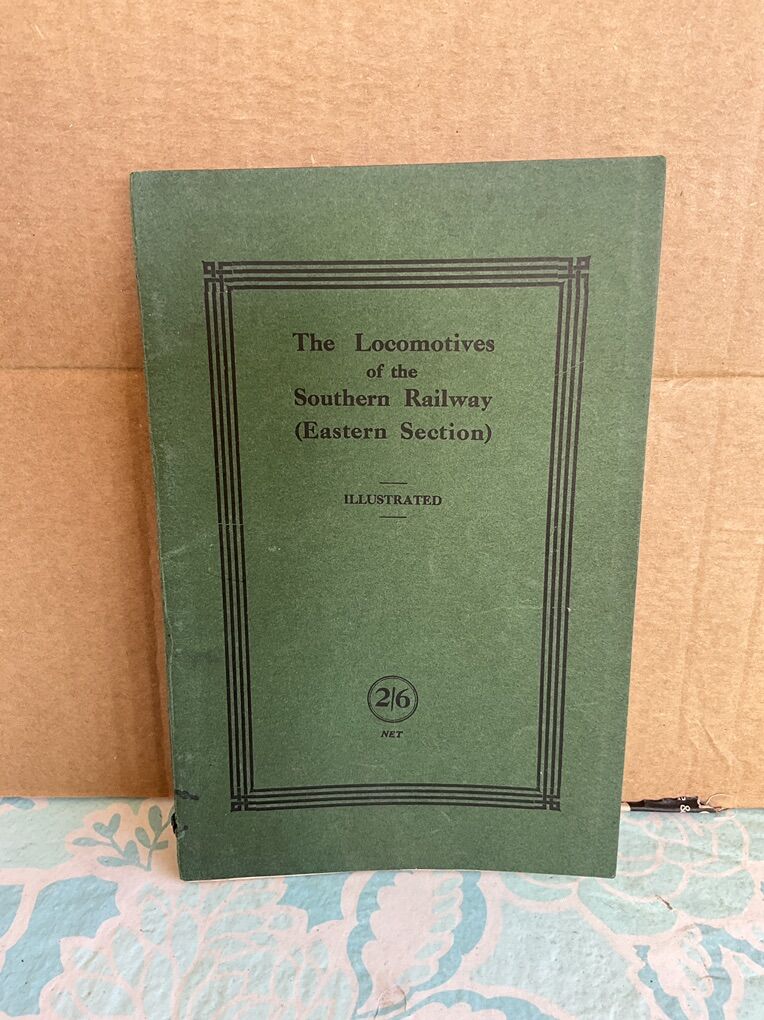 The Locomotives
of the
Southern Railway
(Eastern Section)
ILLUSTRATED
2/6
NET